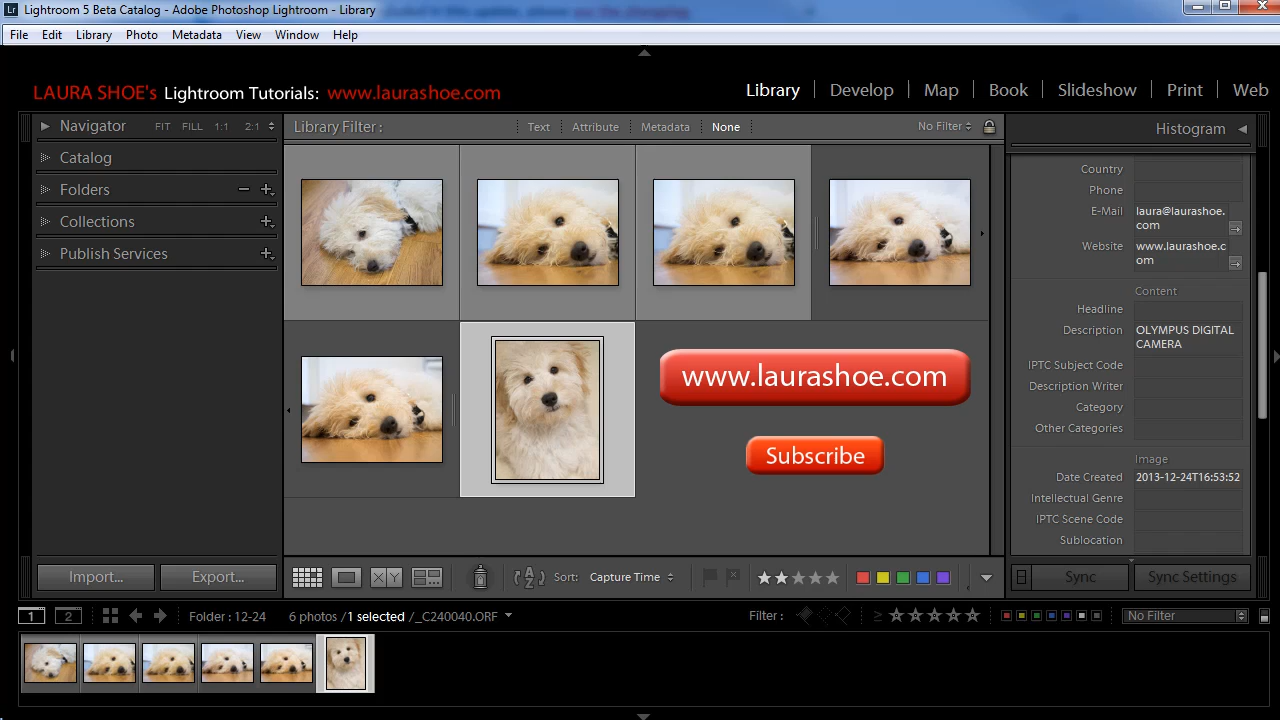 Lightroom 5 Beta Catalog - Adobe Photoshop Lightroom - Library
File Edit Library Photo Metadata View Window Help
LAURA SHOE's Lightroom Tutorials: www.laurashoe.com
Library Develop Map Book Slideshow Print Web
Navigator FIT FILL 1:1 2:1
Catalog
Folders
Collections
Publish Services
Import... Export...
Library Filter : Text Attribute Metadata None No Filter
www.laurashoe.com
Subscribe
Sort: Capture Time
Histogram
Country
Phone
E-Mail laura@laurashoe.
com
Website www.laurashoe.c
om
Content
Headline
Description OLYMPUS DIGITAL
CAMERA
IPTC Subject Code
Description Writer
Category
Other Categories
Image
Date Created 2013-12-24T16:53:52
Intellectual Genre
IPTC Scene Code
Sublocation
Sync Sync Settings
1 2 Folder : 12-24 6 photos / 1 selected / _C240040.ORF Filter : No Filter